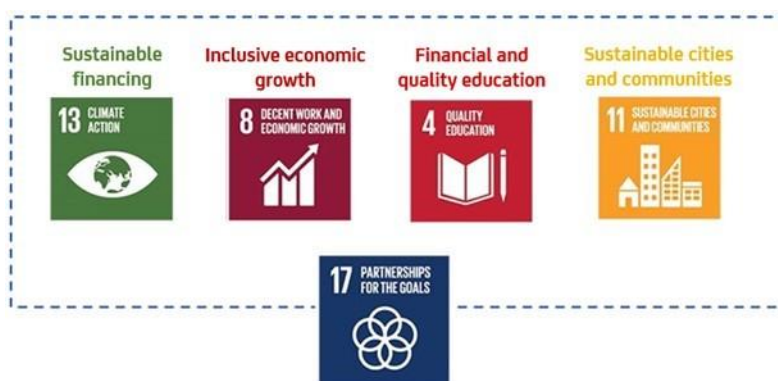 Sustainable
financing
Inclusive economic
growth
Financial and
quality education
Sustainable cities
and communities
13 CLIMATE
ACTION
8 DECENT WORK AND
ECONOMIC GROWTH
4 QUALITY
EDUCATION
11 SUSTAINABLE CITIES
AND COMMUNITIES
17 PARTNERSHIPS
FOR THE GOALS